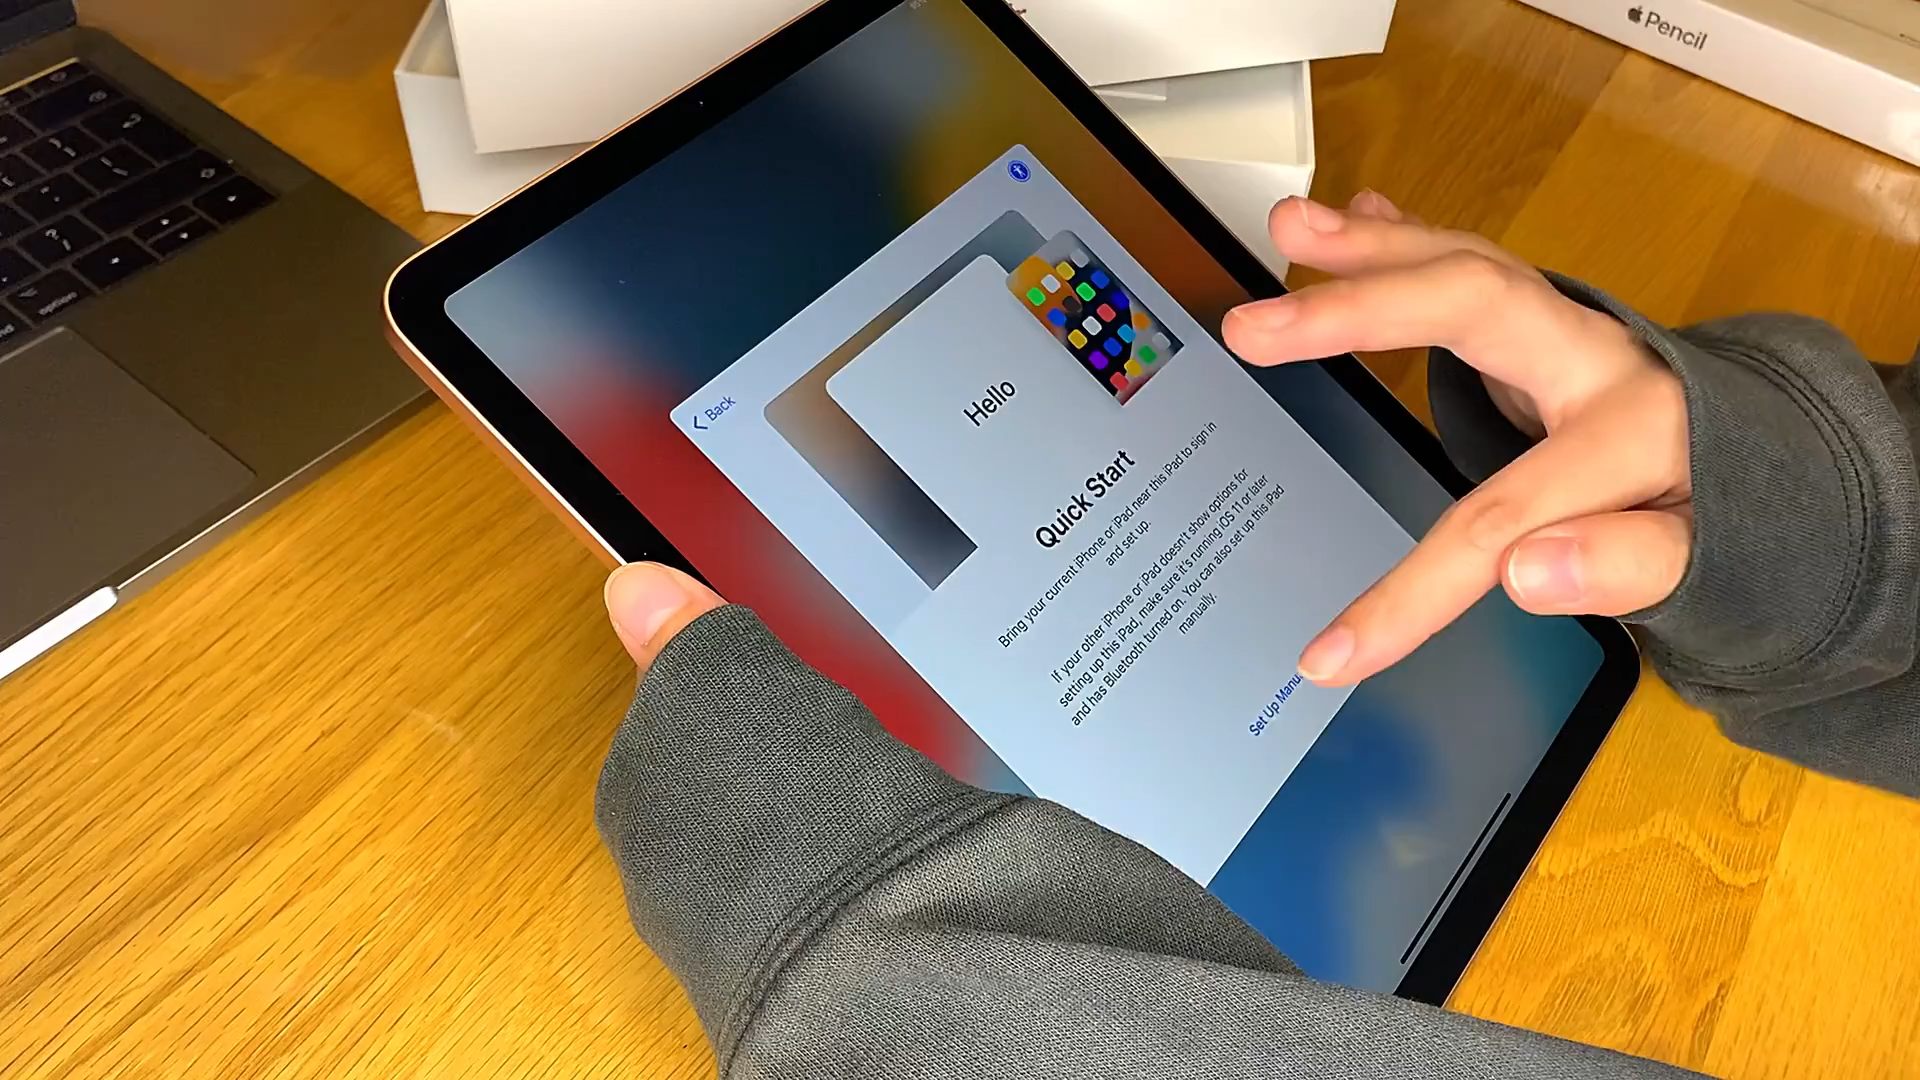 Pencil
Back
Hello
Quick Start
Bring your current iPhone or iPad near this iPad to sign in
and set up.
If your other iPhone or iPad doesn't show options for
setting up this iPad, make sure it's running iOS 11 or later
and has Bluetooth turned on. You can also set up this iPad
manually.
Set Up Manu
option